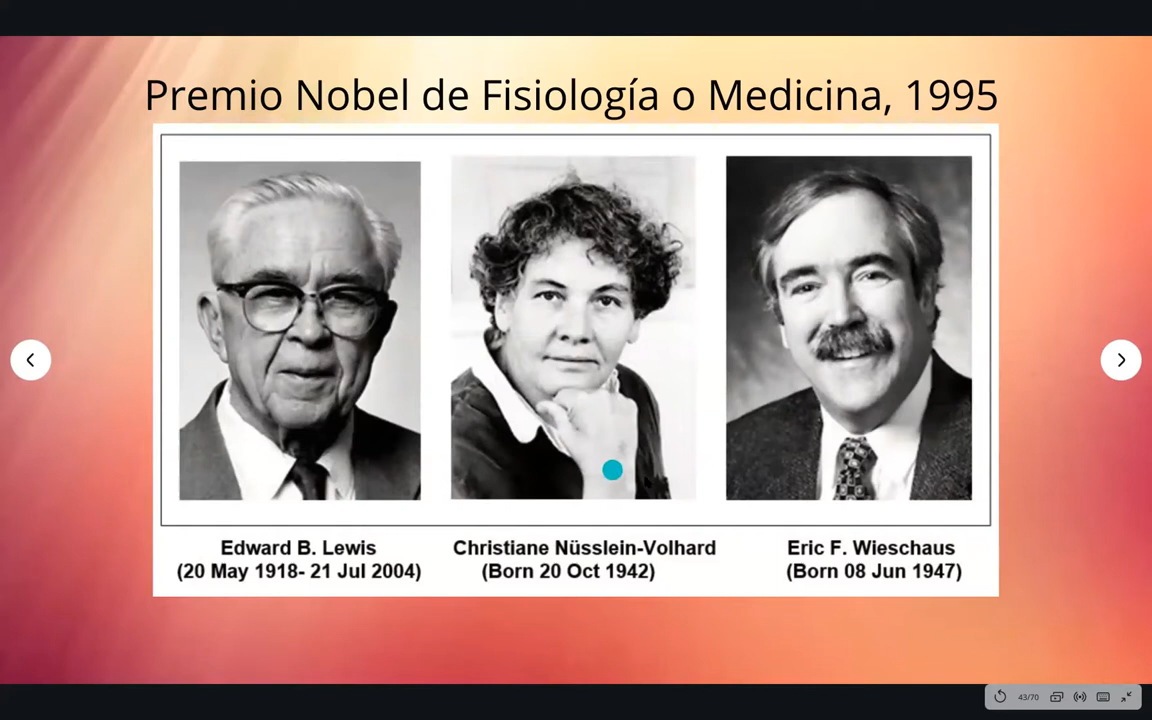 Premio Nobel de Fisiología o Medicina, 1995
Edward B. Lewis
(20 May 1918- 21 Jul 2004)
Christiane Nüsslein-Volhard
(Born 20 Oct 1942)
Eric F. Wieschaus
(Born 08 Jun 1947)
43/70